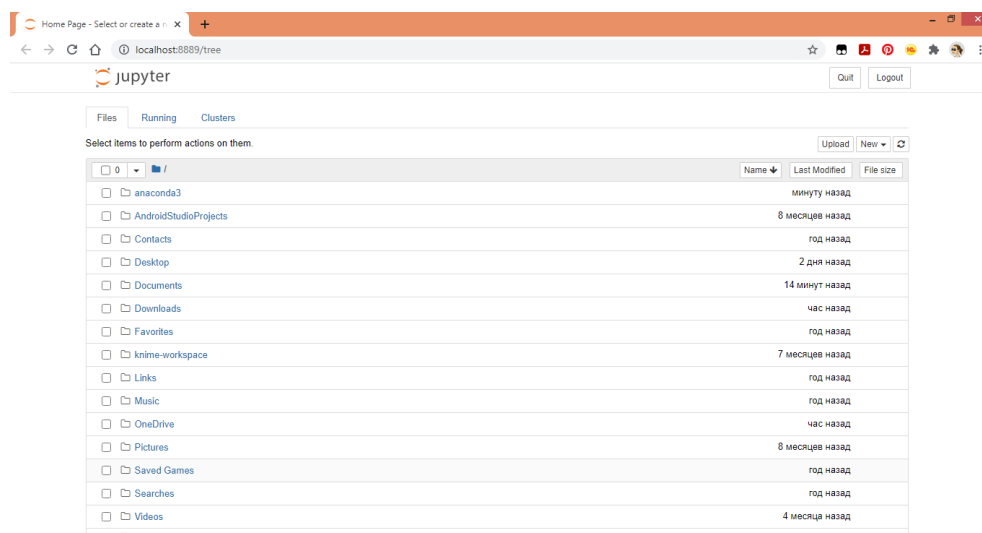 Home Page - Select or create a n
localhost:8889/tree
jupyter
Quit Logout
Files Running Clusters
Select items to perform actions on them.
Upload New
0 / Name Last Modified File size
anaconda3 минуту назад
AndroidStudioProjects 8 месяцев назад
Contacts год назад
Desktop 2 дня назад
Documents 14 минут назад
Downloads час назад
Favorites год назад
knime-workspace 7 месяцев назад
Links год назад
Music год назад
OneDrive час назад
Pictures 8 месяцев назад
Saved Games год назад
Searches год назад
Videos 4 месяца назад